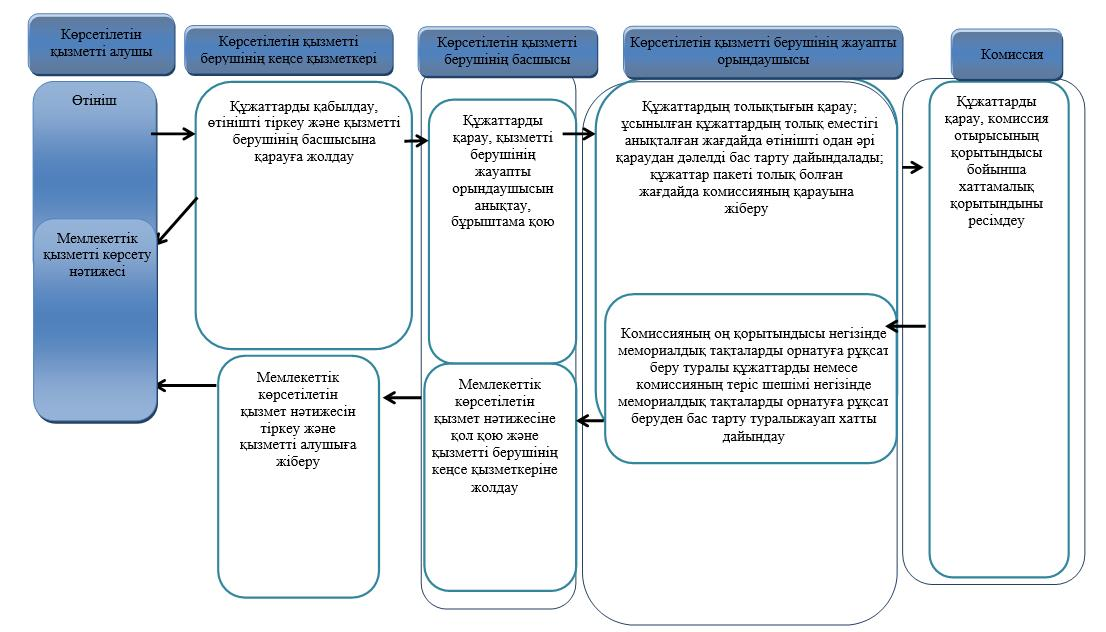 Көрсетілетін
қызметті алушы
Көрсетілетін қызметті
берушінің кеңсе қызметкері
Көрсетілетін қызметті
берушінің басшысы
Көрсетілетін қызметті берушінің жауапты
орындаушысы
Комиссия
Өтініш
Мемлекеттік
қызметті көрсету
нәтижесі
Құжаттарды қабылдау,
өтінішті тіркеу және қызметті
берушінің басшысына
қарауға жолдау
Құжаттарды
қарау, қызметті
берушінің
жауапты
орындаушысын
анықтау,
бұрыштама қою
Құжаттардың толықтығын қарау;
ұсынылған құжаттардың толық еместігі
анықталған жағдайда өтінішті одан әрі
қараудан дәлелді бас тарту дайындалады;
құжаттар пакеті толық болған
жағдайда комиссияның қарауына
жіберу
Құжаттарды
қарау, комиссия
отырысының
қорытындысы
бойынша
хаттамалық
қорытындыны
ресімдеу
Комиссияның оң қорытындысы негізінде
мемориалдық тақталарды орнатуға рұқсат
беру туралы құжаттарды немесе
комиссияның теріс шешімі негізінде
мемориалдық тақталарды орнатуға рұқсат
беруден бас тарту туралыжауап хатты
дайындау
Мемлекеттік
көрсетілетін
қызмет нәтижесіне
қол қою және
қызметті берушінің
кеңсе қызметкеріне
жолдау
Мемлекеттік
көрсетілетін
қызмет нәтижесін
тіркеу және
қызметті алушыға
жіберу